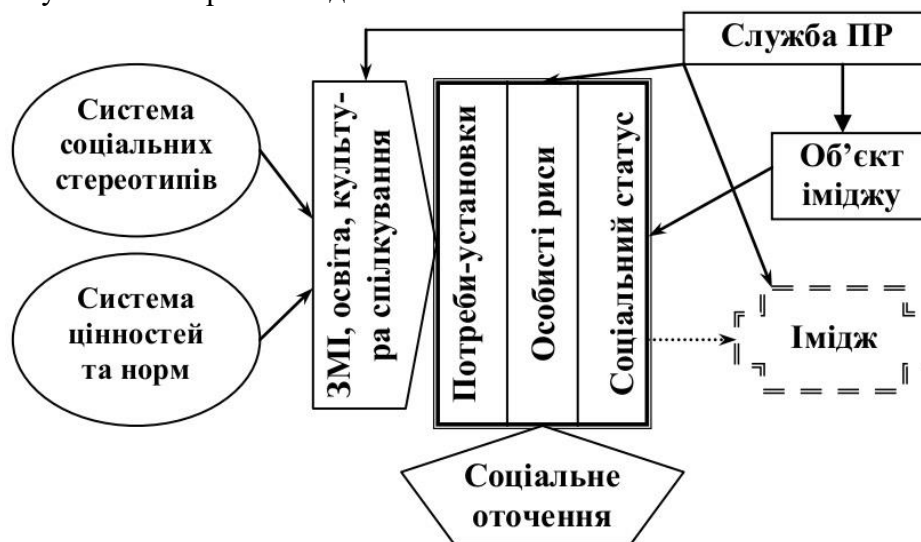 Служба ПР
Система
соціальних
стереотипів
Система
цінностей
та норм
ЗМІ, освіта, культу-
ра спілкування
Потреби-установки
Особисті риси
Соціальний статус
Об’єкт
іміджу
Імідж
Соціальне
оточення